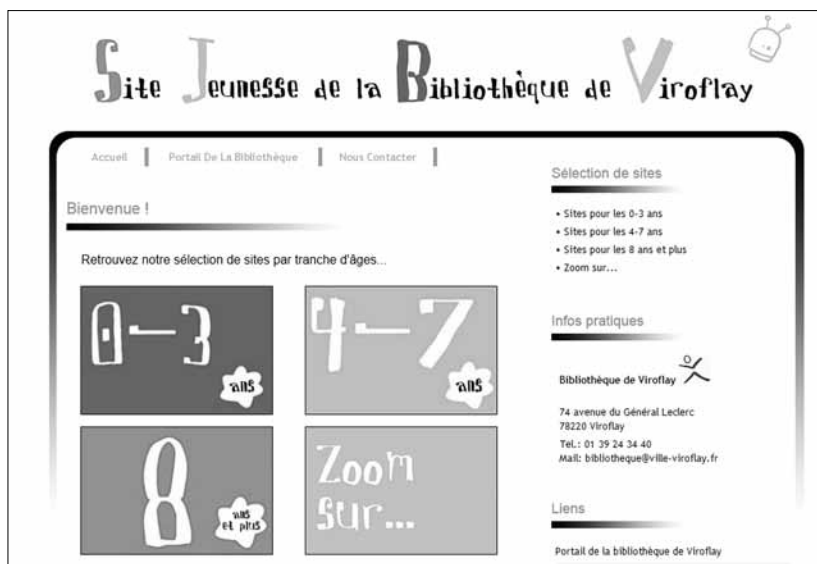 Site Jeunesse de la Bibliothèque de Viroflay
Accueil
Portail De La Bibliothèque
Nous Contacter
Bienvenue !
Retrouvez notre sélection de sites par tranche d'âges...
0-3
ans
4-7
ans
8
ans
et plus
Zoom
sur...
Sélection de sites
• Sites pour les 0-3 ans
• Sites pour les 4-7 ans
• Sites pour les 8 ans et plus
• Zoom sur...
Infos pratiques
Bibliothèque de Viroflay
74 avenue du Général Leclerc
78220 Viroflay
Tel.: 01 39 24 34 40
Mail: bibliotheque@ville-viroflay.fr
Liens
Portail de la bibliothèque de Viroflay